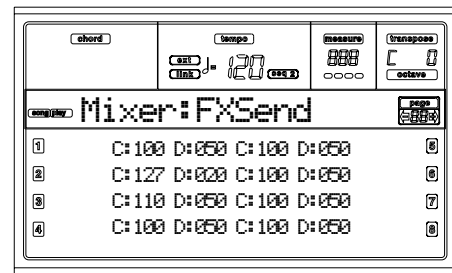 chord tempo measure transpose
ext ♩= 120 seq 2 888 C 0
link octave
song play Mixer:FXSend page
88
1 C:100 D:050 C:100 D:050 5
2 C:127 D:020 C:100 D:050 6
3 C:110 D:050 C:100 D:050 7
4 C:100 D:050 C:100 D:050 8